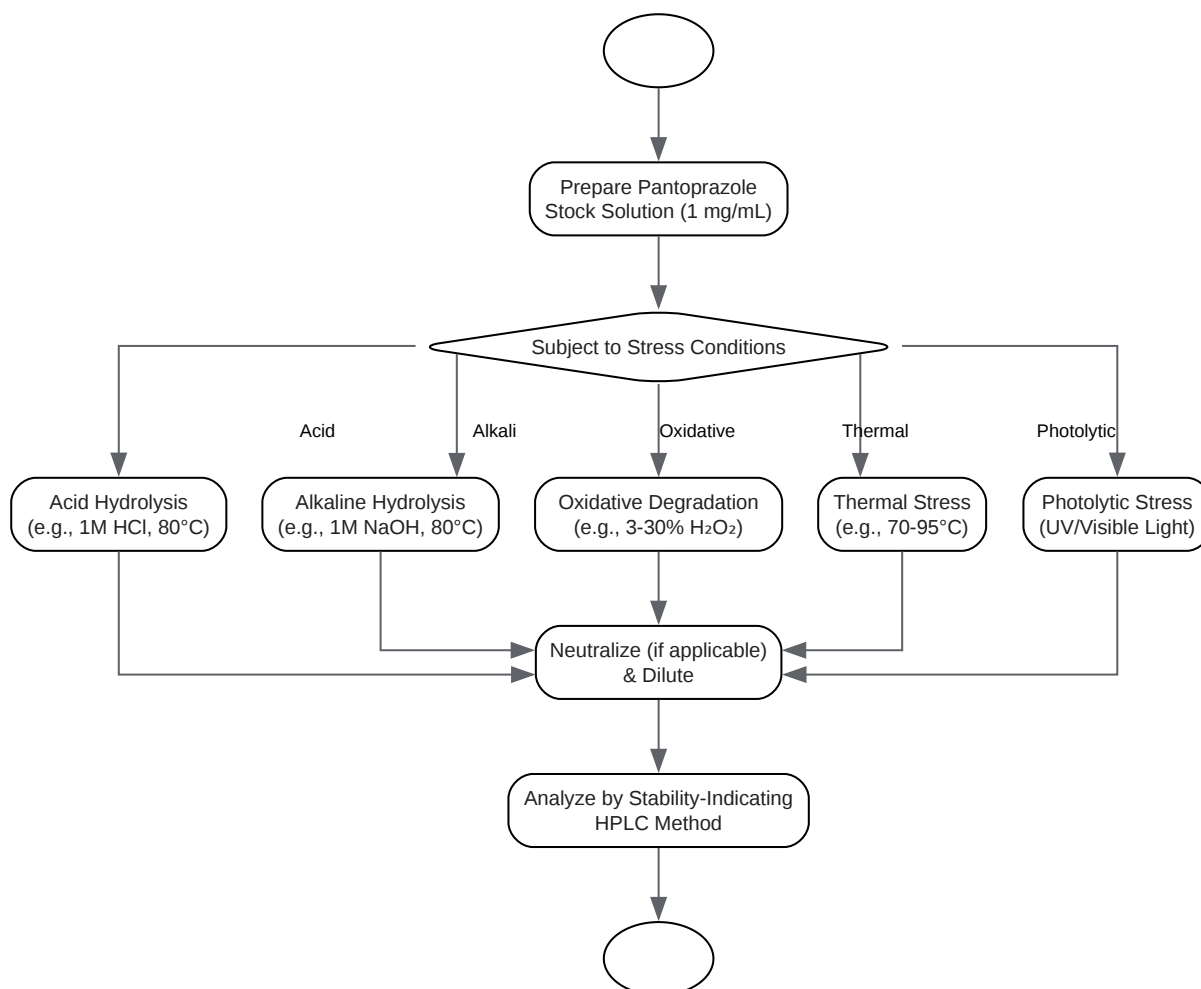 Prepare Pantoprazole
Stock Solution (1 mg/mL)
Subject to Stress Conditions
Acid
Alkali
Oxidative
Thermal
Photolytic
Acid Hydrolysis
(e.g., 1M HCl, 80°C)
Alkaline Hydrolysis
(e.g., 1M NaOH, 80°C)
Oxidative Degradation
(e.g., 3-30% H₂O₂)
Thermal Stress
(e.g., 70-95°C)
Photolytic Stress
(UV/Visible Light)
Neutralize (if applicable)
& Dilute
Analyze by Stability-Indicating
HPLC Method